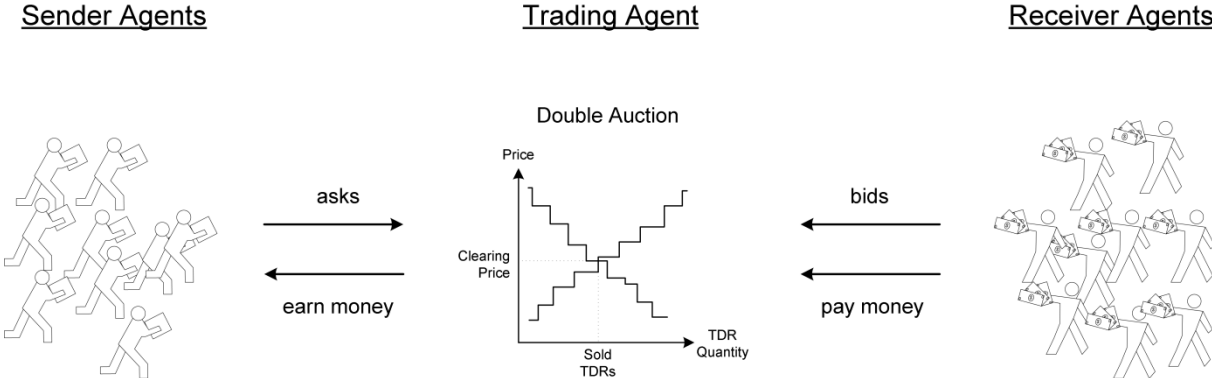 Sender Agents
Trading Agent
Receiver Agents
Double Auction
Price
asks
bids
Clearing
Price
earn money
pay money
TDR
Quantity
Sold
TDRs